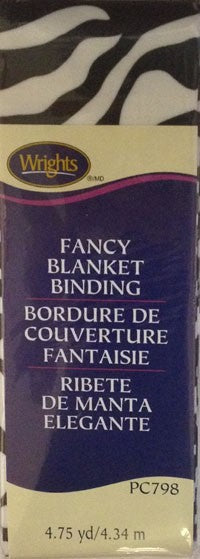 Wrights
®/MD
FANCY
BLANKET
BINDING
BORDURE DE
COUVERTURE
FANTAISIE
RIBETE
DE MANTA
ELEGANTE
PC798
4.75 yd/4.34 m